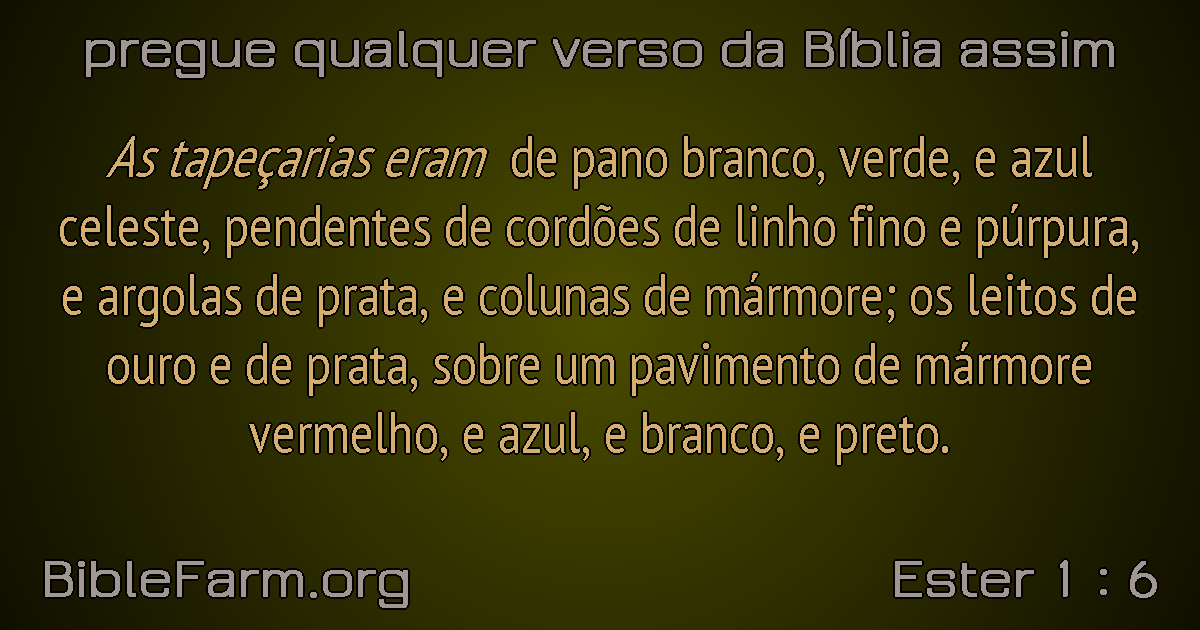 pregue qualquer verso da Bíblia assim
As tapeçarias eram de pano branco, verde, e azul
celeste, pendentes de cordões de linho fino e púrpura,
e argolas de prata, e colunas de mármore; os leitos de
ouro e de prata, sobre um pavimento de mármore
vermelho, e azul, e branco, e preto.
BibleFarm.org
Ester 1 : 6